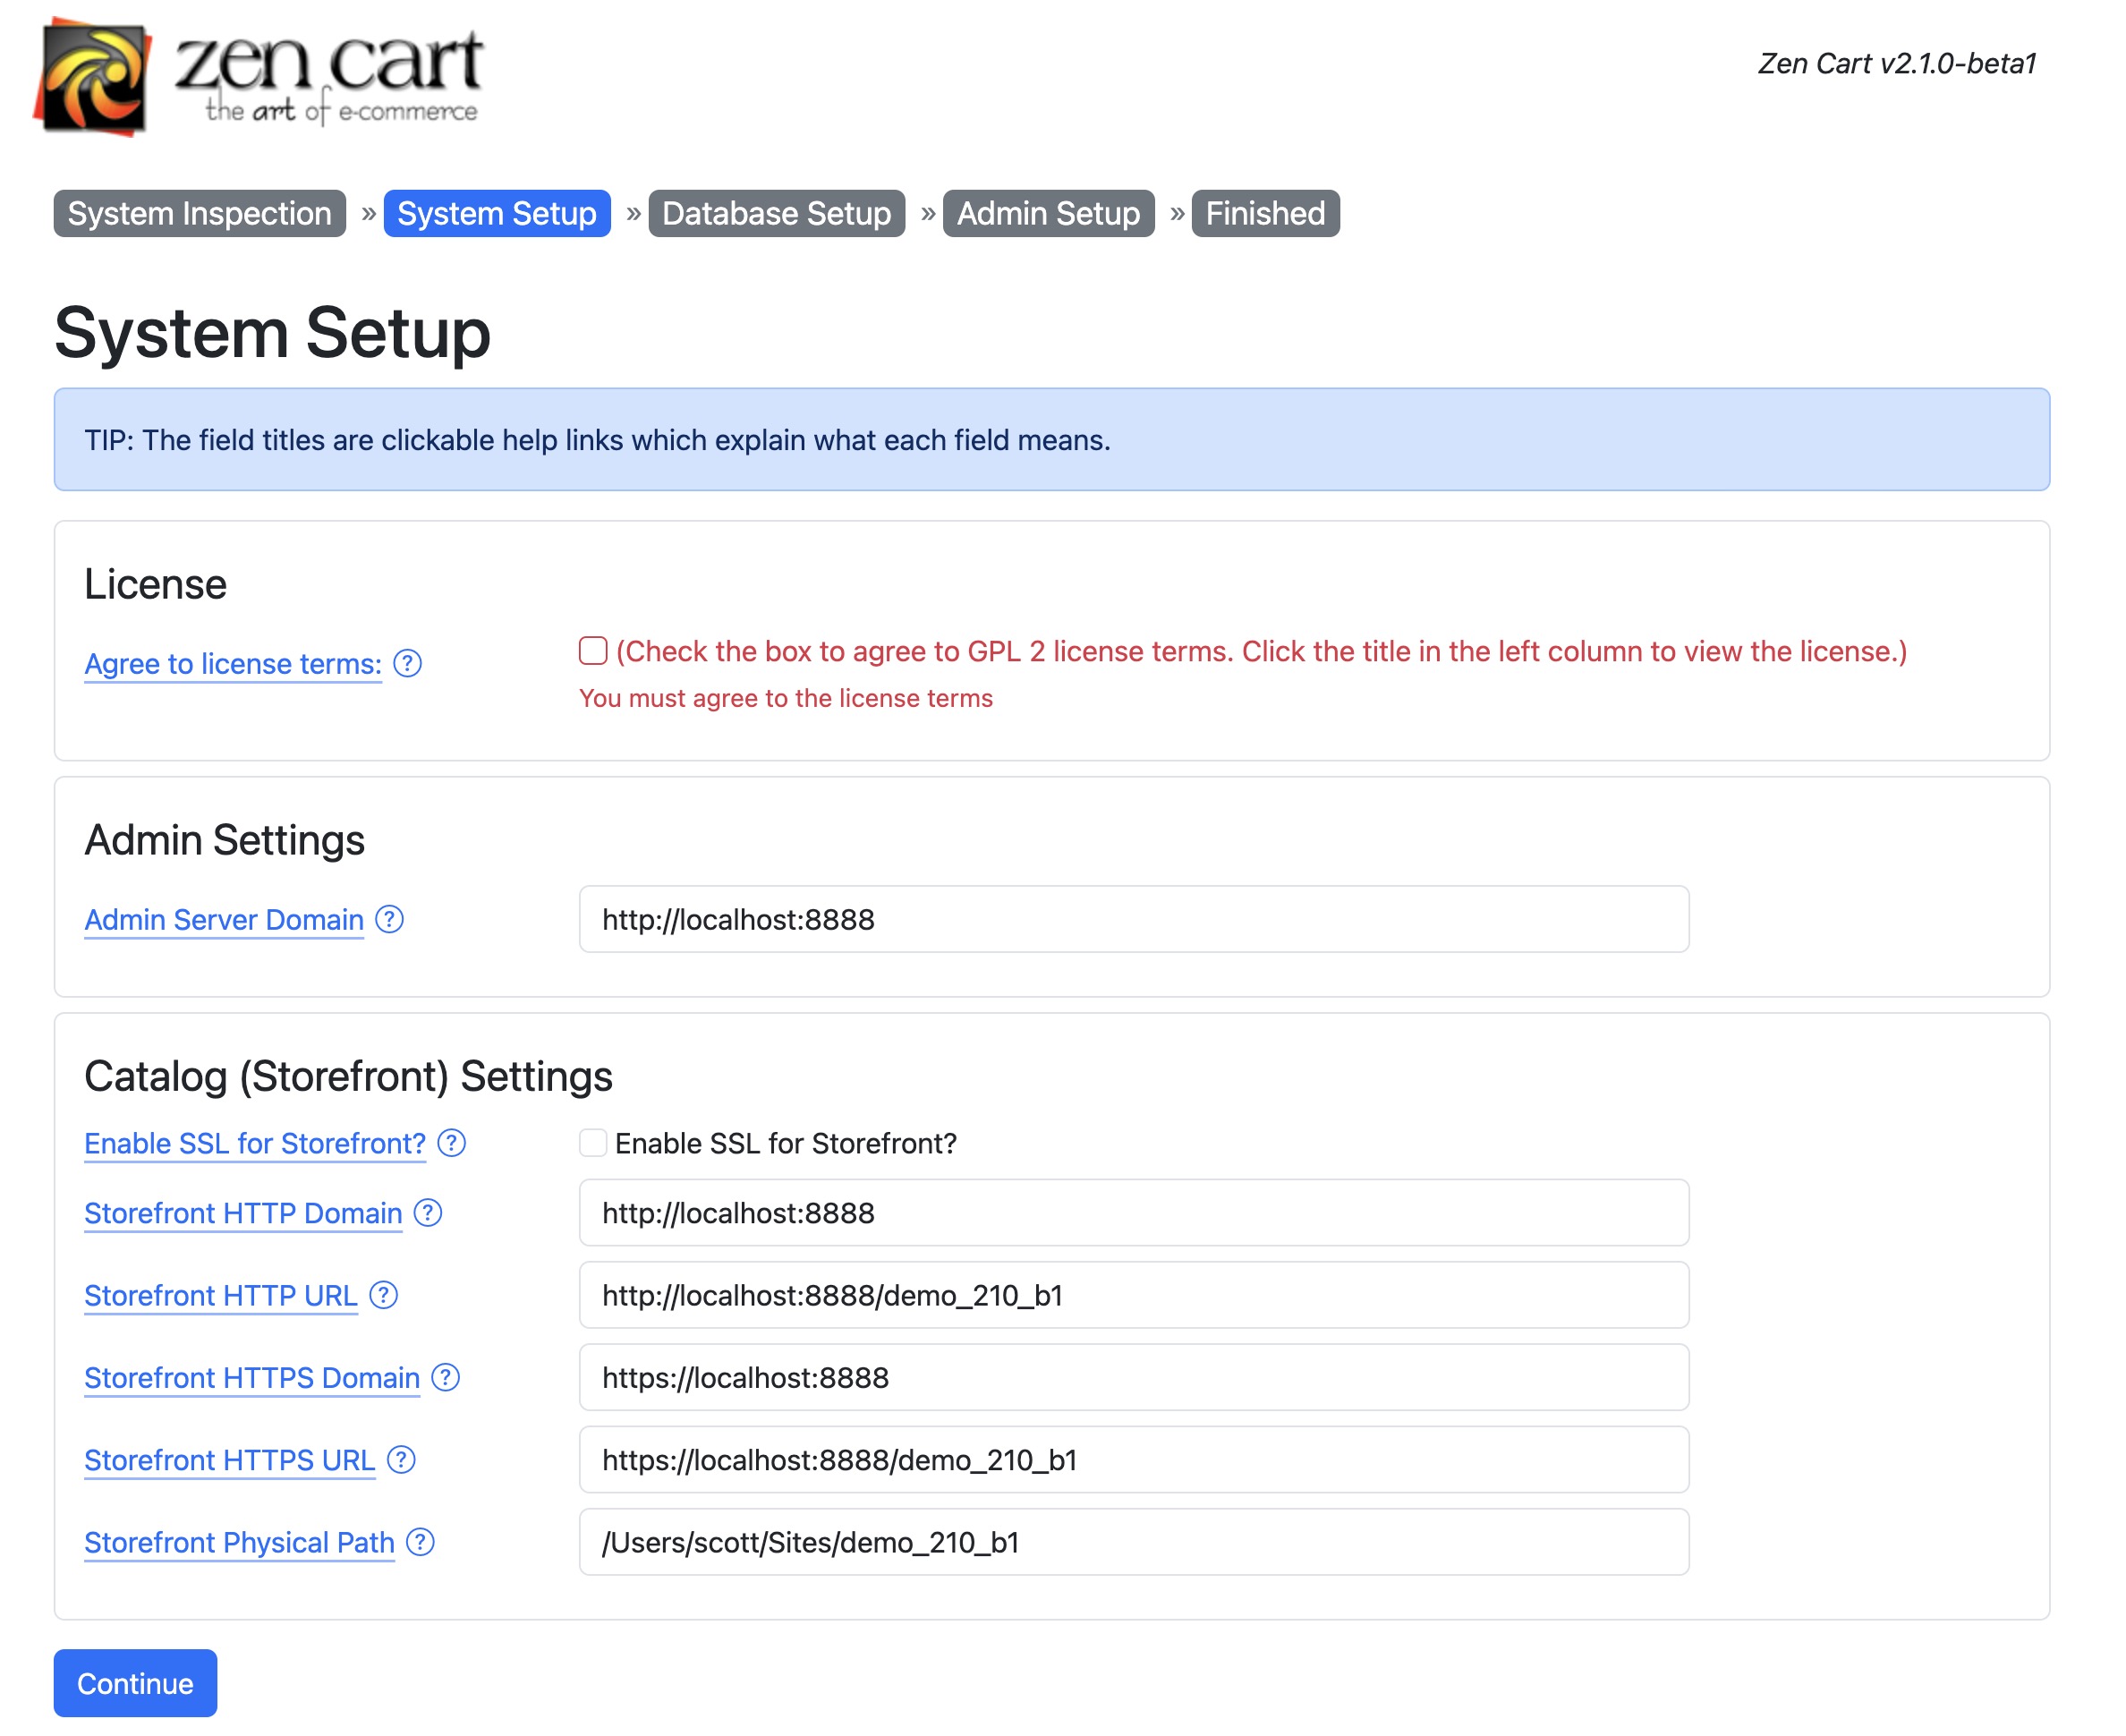 zen cart
the art of e-commerce
Zen Cart v2.1.0-beta1
System Inspection » System Setup » Database Setup » Admin Setup » Finished
System Setup
TIP: The field titles are clickable help links which explain what each field means.
License
Agree to license terms: ? (Check the box to agree to GPL 2 license terms. Click the title in the left column to view the license.)
You must agree to the license terms
Admin Settings
Admin Server Domain ? http://localhost:8888
Catalog (Storefront) Settings
Enable SSL for Storefront? ? Enable SSL for Storefront?
Storefront HTTP Domain ? http://localhost:8888
Storefront HTTP URL ? http://localhost:8888/demo_210_b1
Storefront HTTPS Domain ? https://localhost:8888
Storefront HTTPS URL ? https://localhost:8888/demo_210_b1
Storefront Physical Path ? /Users/scott/Sites/demo_210_b1
Continue